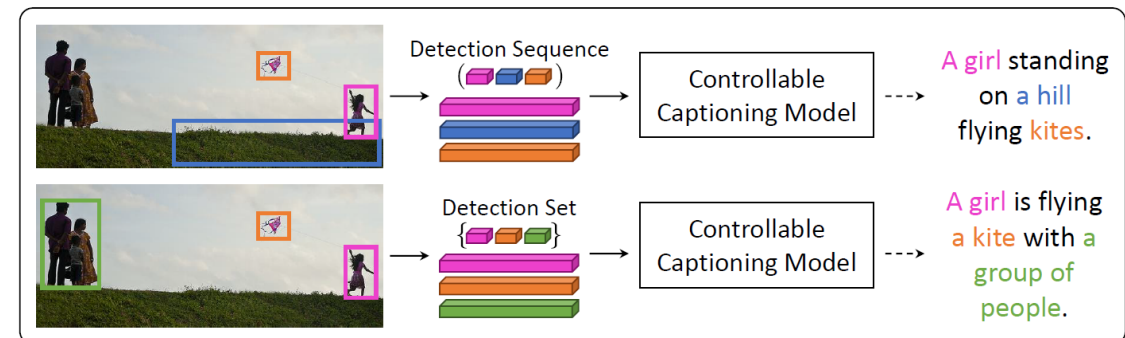 Detection Sequence
( )
Controllable
Captioning Model
A girl standing
on a hill
flying kites.
Detection Set
{ }
Controllable
Captioning Model
A girl is flying
a kite with a
group of
people.